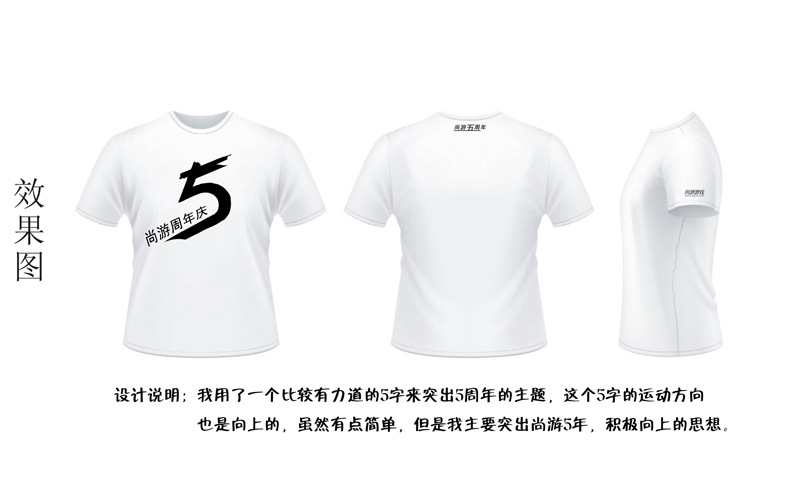 效果图
5
尚游周年庆
尚游五周年
尚游游戏
设计说明：我用了一个比较有力道的5字来突出5周年的主题，这个5字的运动方向
也是向上的，虽然有点简单，但是我主要突出尚游5年，积极向上的思想。